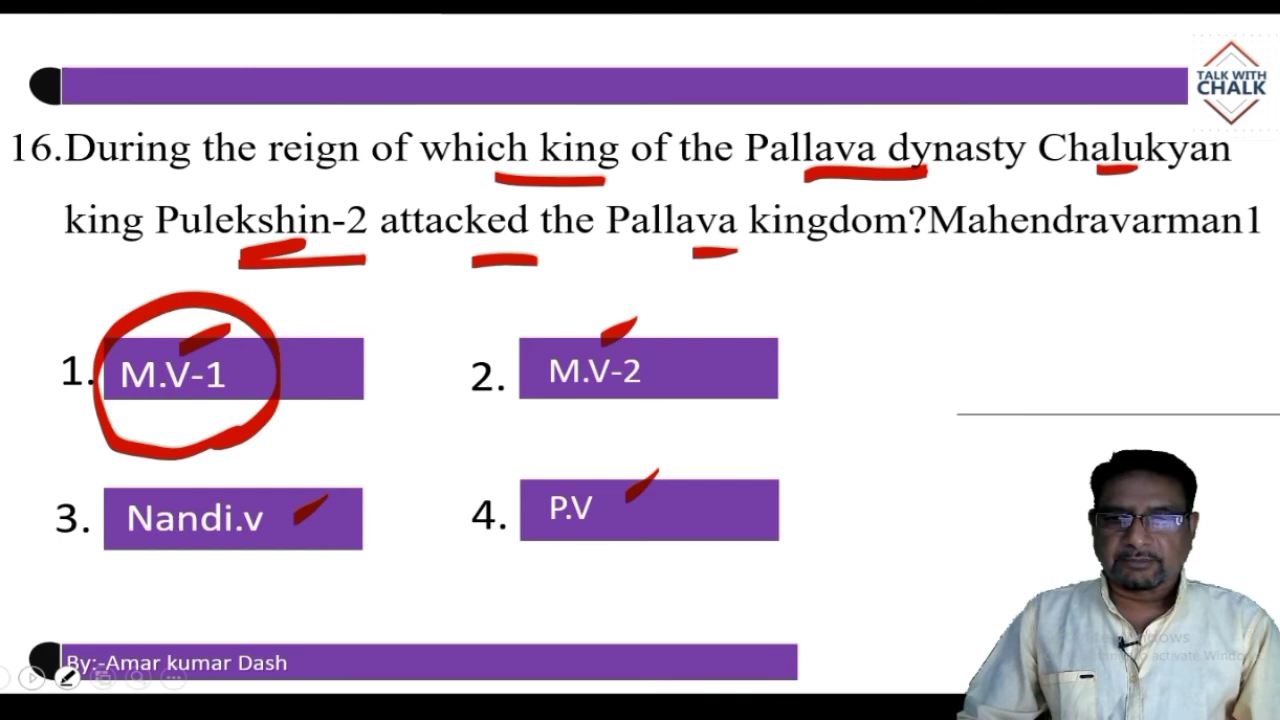 TALK WITH
CHALK
16.During the reign of which king of the Pallava dynasty Chalukyan
king Pulekshin-2 attacked the Pallava kingdom?Mahendravarman1
1. M.V-1
2. M.V-2
3. Nandi.v
4. P.V
By:-Amar kumar Dash